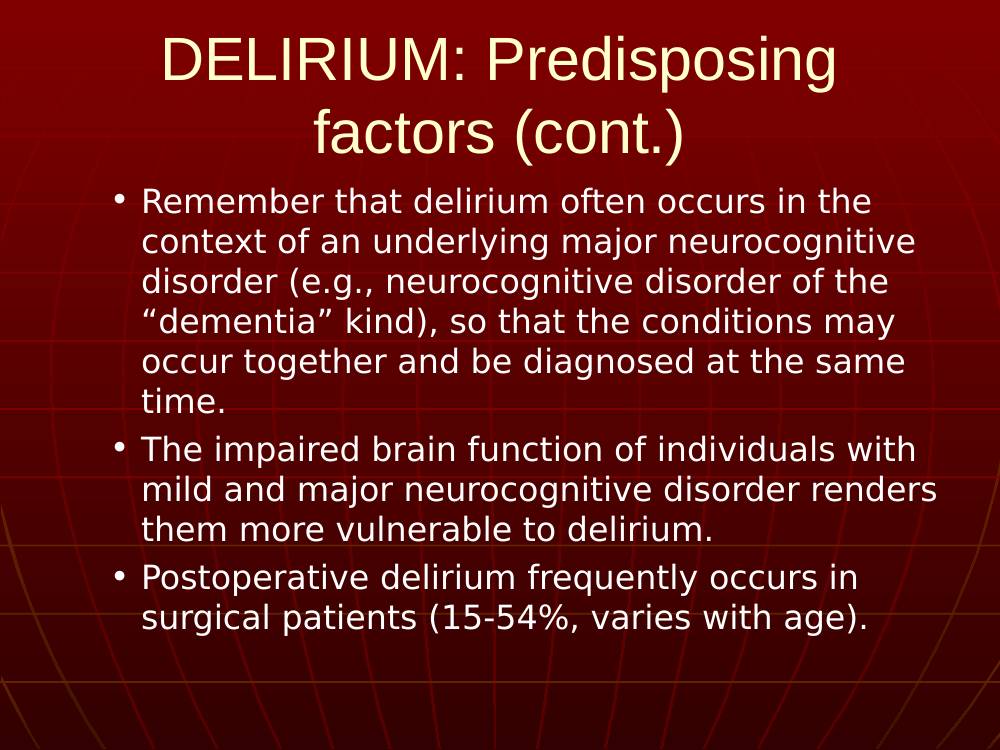 DELIRIUM: Predisposing
factors (cont.)
• Remember that delirium often occurs in the
context of an underlying major neurocognitive
disorder (e.g., neurocognitive disorder of the
“dementia” kind), so that the conditions may
occur together and be diagnosed at the same
time.
• The impaired brain function of individuals with
mild and major neurocognitive disorder renders
them more vulnerable to delirium.
• Postoperative delirium frequently occurs in
surgical patients (15-54%, varies with age).